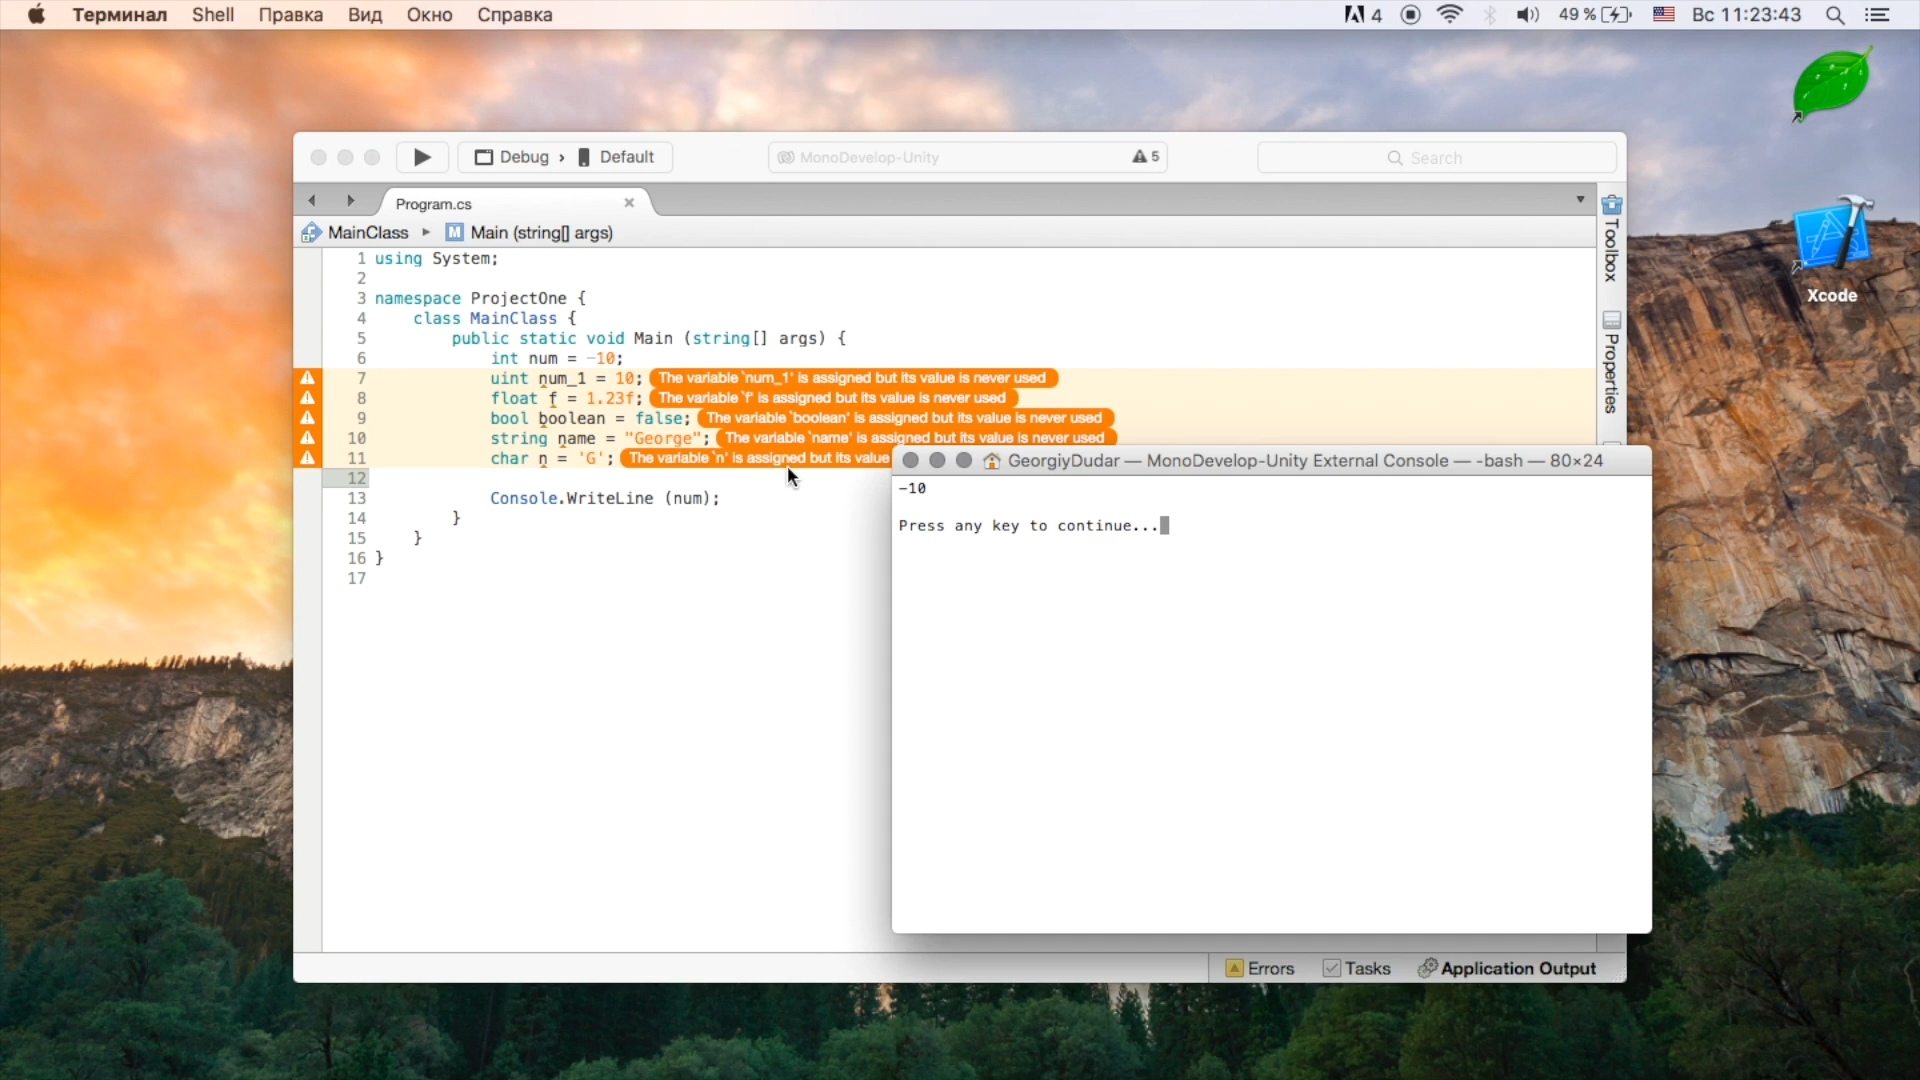 Терминал Shell Правка Вид Окно Справка 4 49 % Вс 11:23:43
Debug › Default MonoDevelop-Unity 5 Search
Program.cs
MainClass Main (string[] args)
1 using System;
2
3 namespace ProjectOne {
4 class MainClass {
5 public static void Main (string[] args) {
6 int num = -10;
7 uint num_1 = 10; The variable `num_1' is assigned but its value is never used
8 float f = 1.23f; The variable `f' is assigned but its value is never used
9 bool boolean = false; The variable `boolean' is assigned but its value is never used
10 string name = "George"; The variable `name' is assigned but its value is never used
11 char n = 'G'; The variable `n' is assigned but its value
12
13 Console.WriteLine (num);
14 }
15 }
16 }
17
GeorgiyDudar — MonoDevelop-Unity External Console — -bash — 80×24
-10
Press any key to continue...
Toolbox
Properties
Xcode
Errors Tasks Application Output